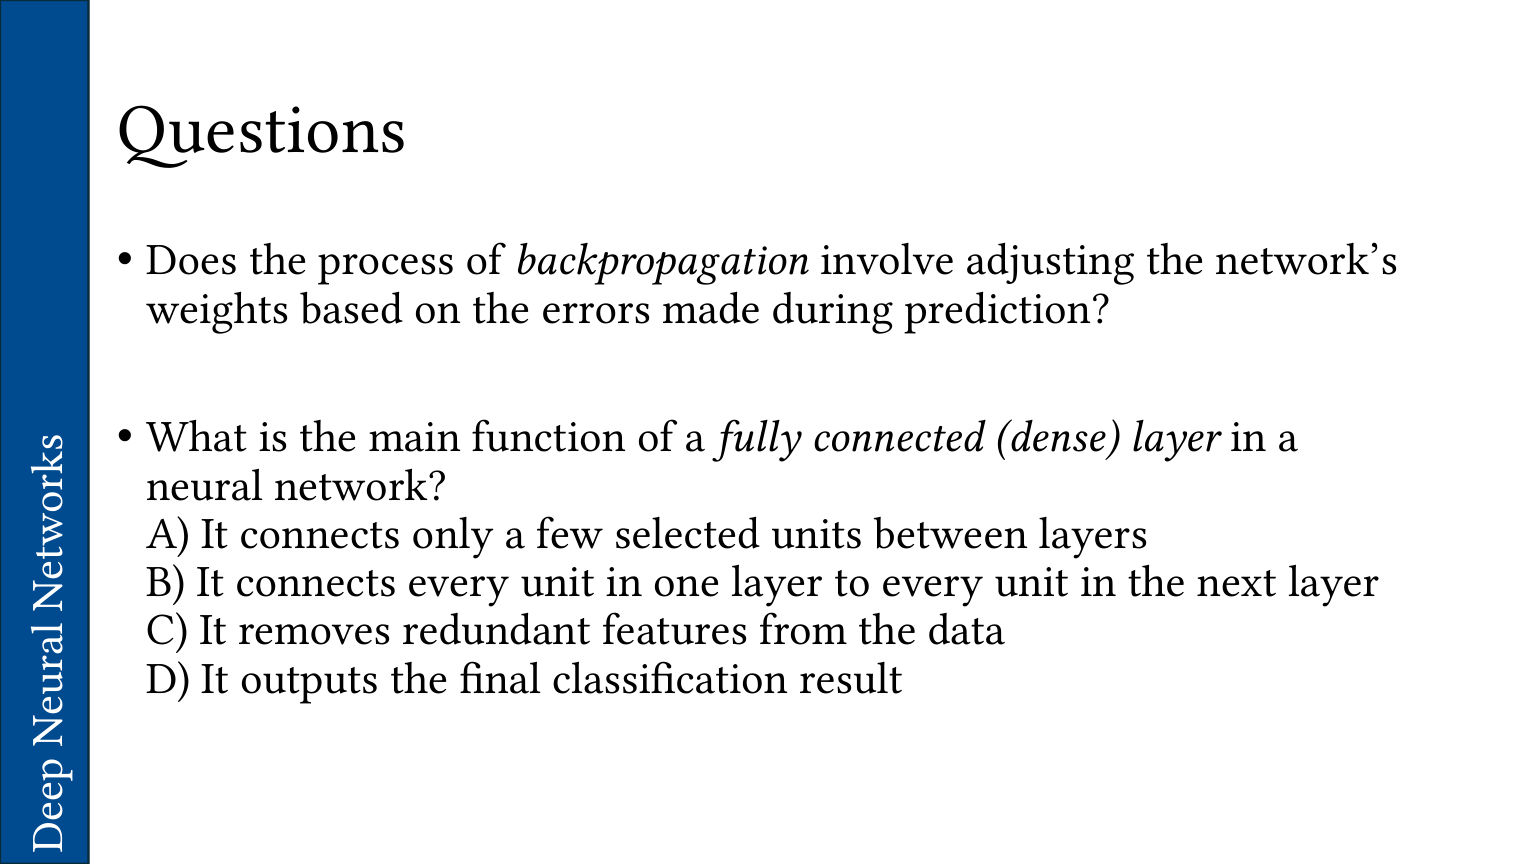 Deep Neural Networks
Questions
• Does the process of backpropagation involve adjusting the network’s
weights based on the errors made during prediction?
• What is the main function of a fully connected (dense) layer in a
neural network?
A) It connects only a few selected units between layers
B) It connects every unit in one layer to every unit in the next layer
C) It removes redundant features from the data
D) It outputs the final classification result